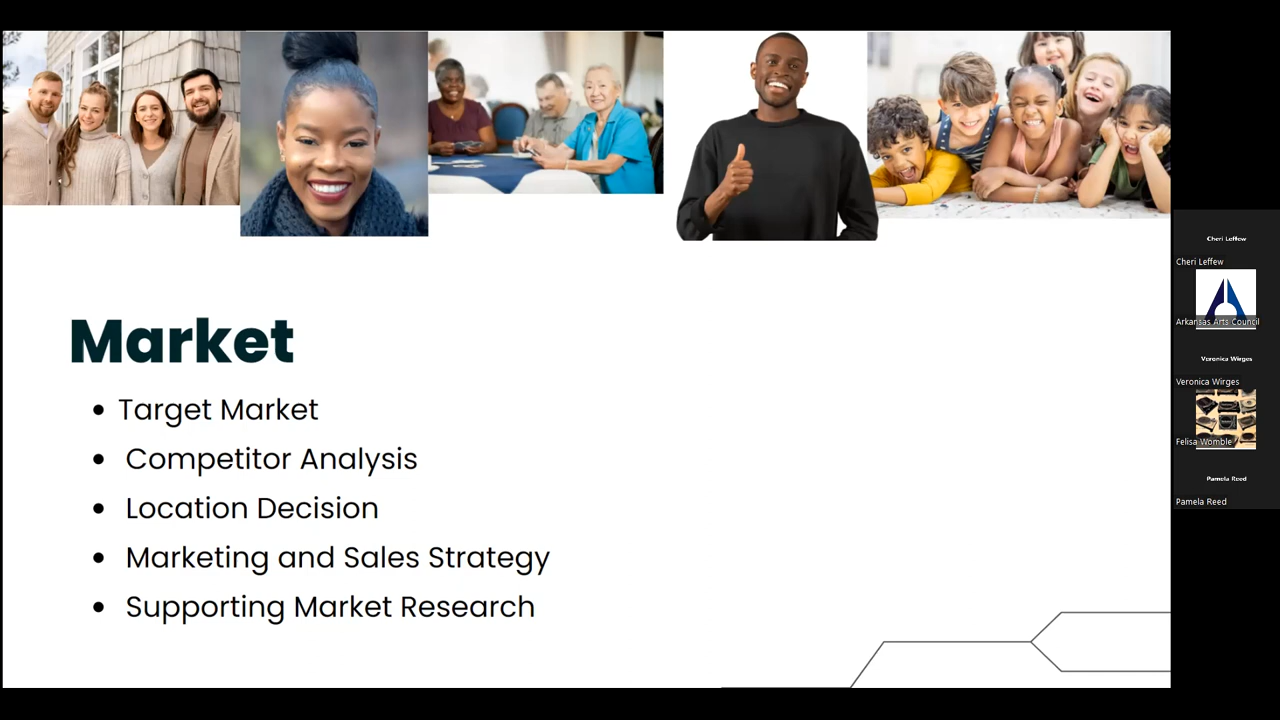 Market
• Target Market
• Competitor Analysis
• Location Decision
• Marketing and Sales Strategy
• Supporting Market Research
Cheri Leffew
Cheri Leffew
Arkansas Arts Council
Veronica Wirges
Veronica Wirges
Felisa Womble
Pamela Reed
Pamela Reed